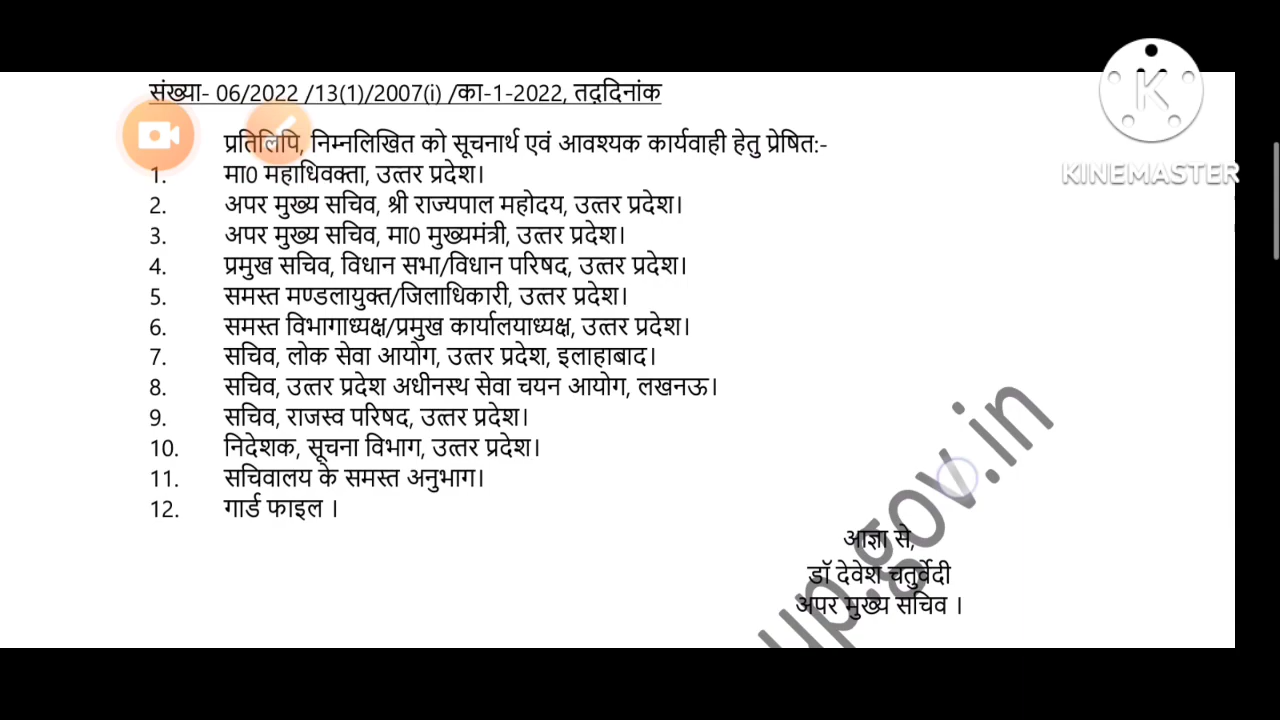 संख्या- 06/2022 /13(1)/2007(i) /का-1-2022, तद्दिनांक
प्रतिलिपि, निम्नलिखित को सूचनार्थ एवं आवश्यक कार्यवाही हेतु प्रेषित:-
1. मा0 महाधिवक्ता, उत्तर प्रदेश।
2. अपर मुख्य सचिव, श्री राज्यपाल महोदय, उत्तर प्रदेश।
3. अपर मुख्य सचिव, मा0 मुख्यमंत्री, उत्तर प्रदेश।
4. प्रमुख सचिव, विधान सभा/विधान परिषद, उत्तर प्रदेश।
5. समस्त मण्डलायुक्त/जिलाधिकारी, उत्तर प्रदेश।
6. समस्त विभागाध्यक्ष/प्रमुख कार्यालयाध्यक्ष, उत्तर प्रदेश।
7. सचिव, लोक सेवा आयोग, उत्तर प्रदेश, इलाहाबाद।
8. सचिव, उत्तर प्रदेश अधीनस्थ सेवा चयन आयोग, लखनऊ।
9. सचिव, राजस्व परिषद, उत्तर प्रदेश।
10. निदेशक, सूचना विभाग, उत्तर प्रदेश।
11. सचिवालय के समस्त अनुभाग।
12. गार्ड फाइल ।
आज्ञा से,
डॉ देवेश चतुर्वेदी
अपर मुख्य सचिव ।
up.gov.in
K
KINEMASTER